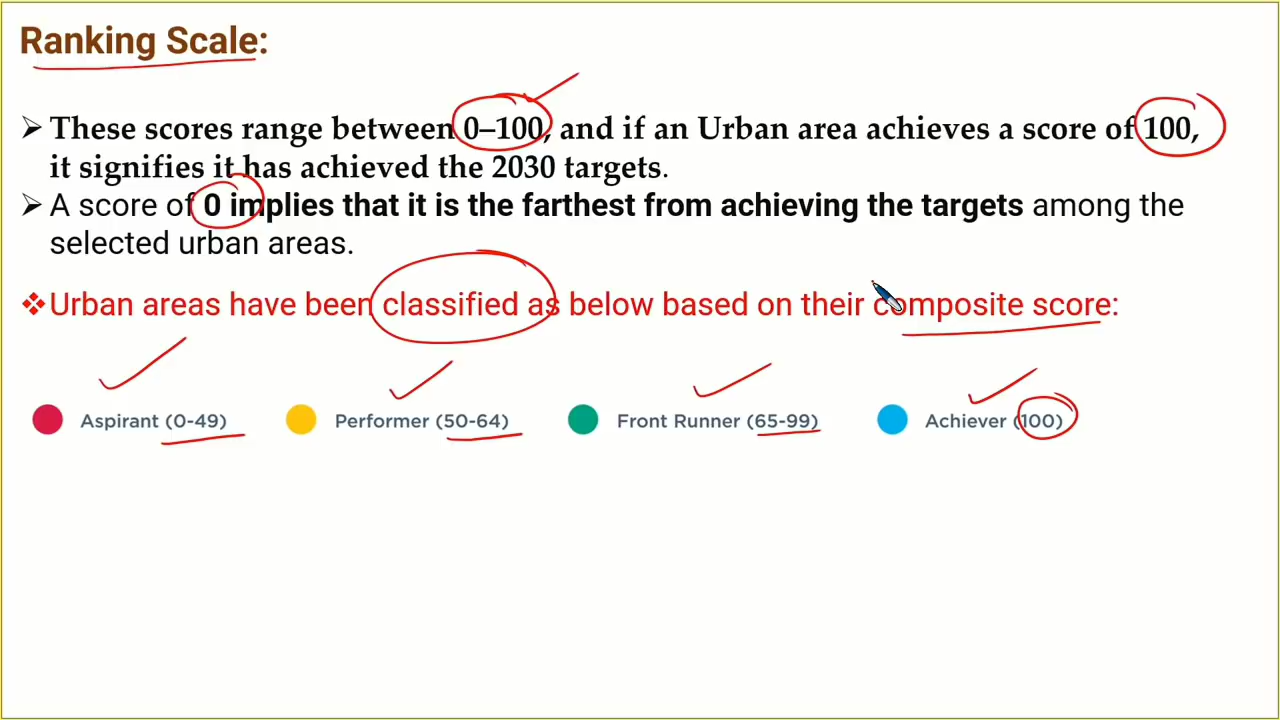 Ranking Scale:
➢ These scores range between 0–100, and if an Urban area achieves a score of 100,
it signifies it has achieved the 2030 targets.
➢ A score of 0 implies that it is the farthest from achieving the targets among the
selected urban areas.
❖ Urban areas have been classified as below based on their composite score:
Aspirant (0-49) Performer (50-64) Front Runner (65-99) Achiever (100)